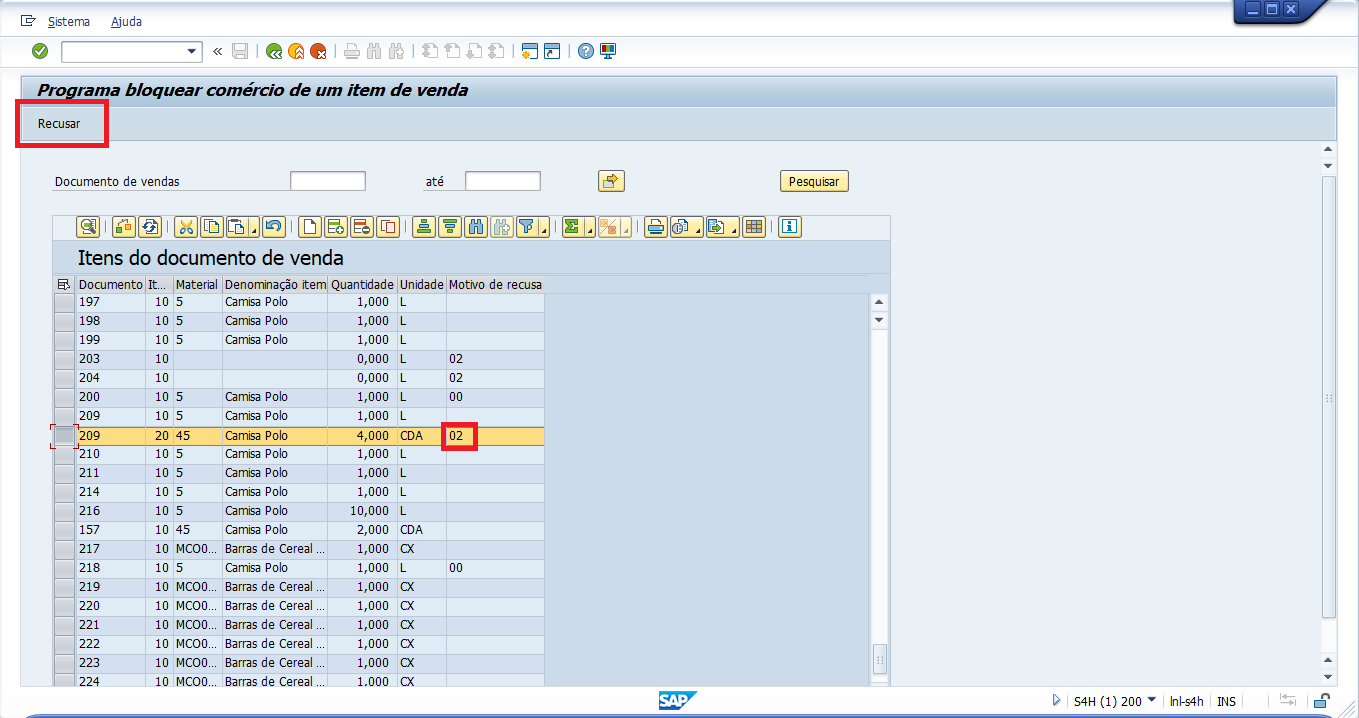 Sistema Ajuda
Programa bloquear comércio de um item de venda
Recusar
Documento de vendas até Pesquisar
Itens do documento de venda
Documento It... Material Denominação item Quantidade Unidade Motivo de recusa
197 10 5 Camisa Polo 1,000 L
198 10 5 Camisa Polo 1,000 L
199 10 5 Camisa Polo 1,000 L
203 10 0,000 L 02
204 10 0,000 L 02
200 10 5 Camisa Polo 1,000 L 00
209 10 5 Camisa Polo 1,000 L
209 20 45 Camisa Polo 4,000 CDA 02
210 10 5 Camisa Polo 1,000 L
211 10 5 Camisa Polo 1,000 L
214 10 5 Camisa Polo 1,000 L
216 10 5 Camisa Polo 10,000 L
157 10 45 Camisa Polo 2,000 CDA
217 10 MCO0... Barras de Cereal ... 1,000 CX
218 10 5 Camisa Polo 1,000 L 00
219 10 MCO0... Barras de Cereal ... 1,000 CX
220 10 MCO0... Barras de Cereal ... 1,000 CX
221 10 MCO0... Barras de Cereal ... 1,000 CX
222 10 MCO0... Barras de Cereal ... 1,000 CX
223 10 MCO0... Barras de Cereal ... 1,000 CX
224 10 MCO0... Barras de Cereal ... 1,000 CX
SAP S4H (1) 200 lnl-s4h INS